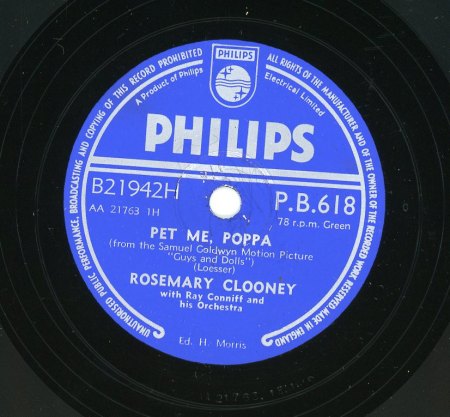 UNAUTHORISED PUBLIC PERFORMANCE, BROADCASTING AND COPYING OF THIS RECORD PROHIBITED
ALL RIGHTS OF THE MANUFACTURER AND OF THE OWNER OF THE RECORDED WORK RESERVED. MADE IN ENGLAND
PHILIPS
A Product of Philips
Electrical Limited
PHILIPS
B21942H
P.B.618
AA 21763 1H
78 r.p.m. Green
PET ME, POPPA
(from the Samuel Goldwyn Motion Picture
"Guys and Dolls")
(Loesser)
ROSEMARY CLOONEY
with Ray Conniff and
his Orchestra
Ed. H. Morris